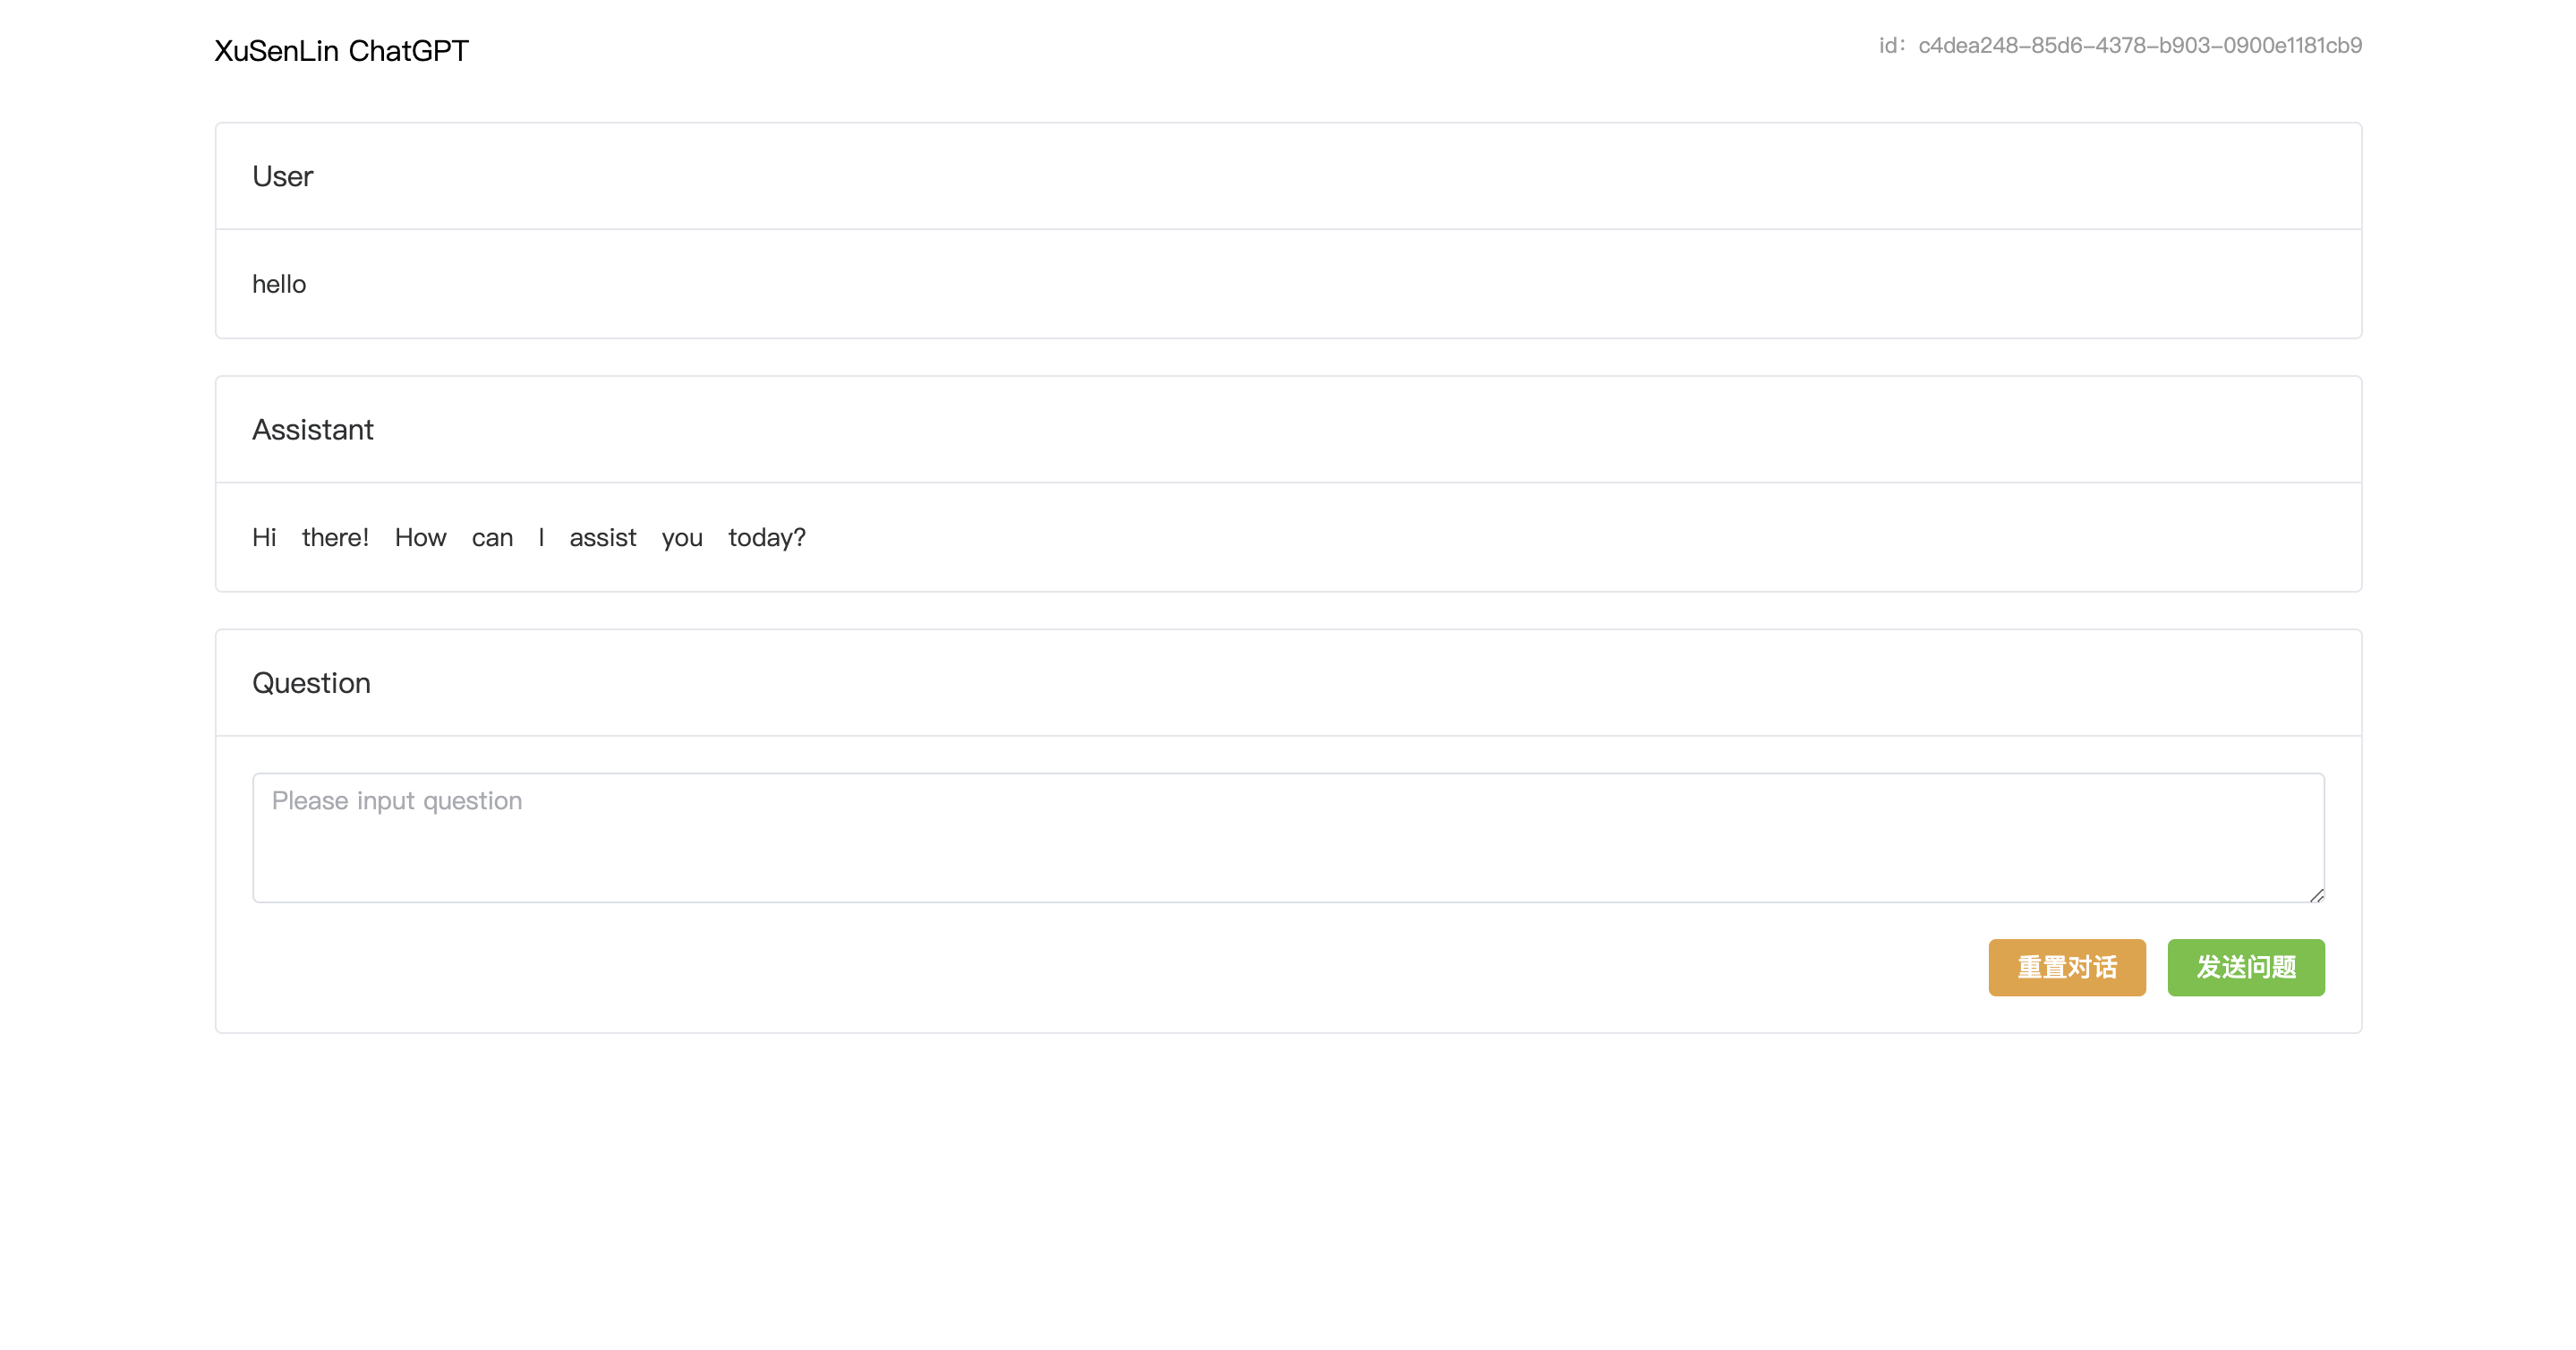 XuSenLin ChatGPT
id：c4dea248-85d6-4378-b903-0900e1181cb9
User
hello
Assistant
Hi there! How can I assist you today?
Question
Please input question
重置对话
发送问题